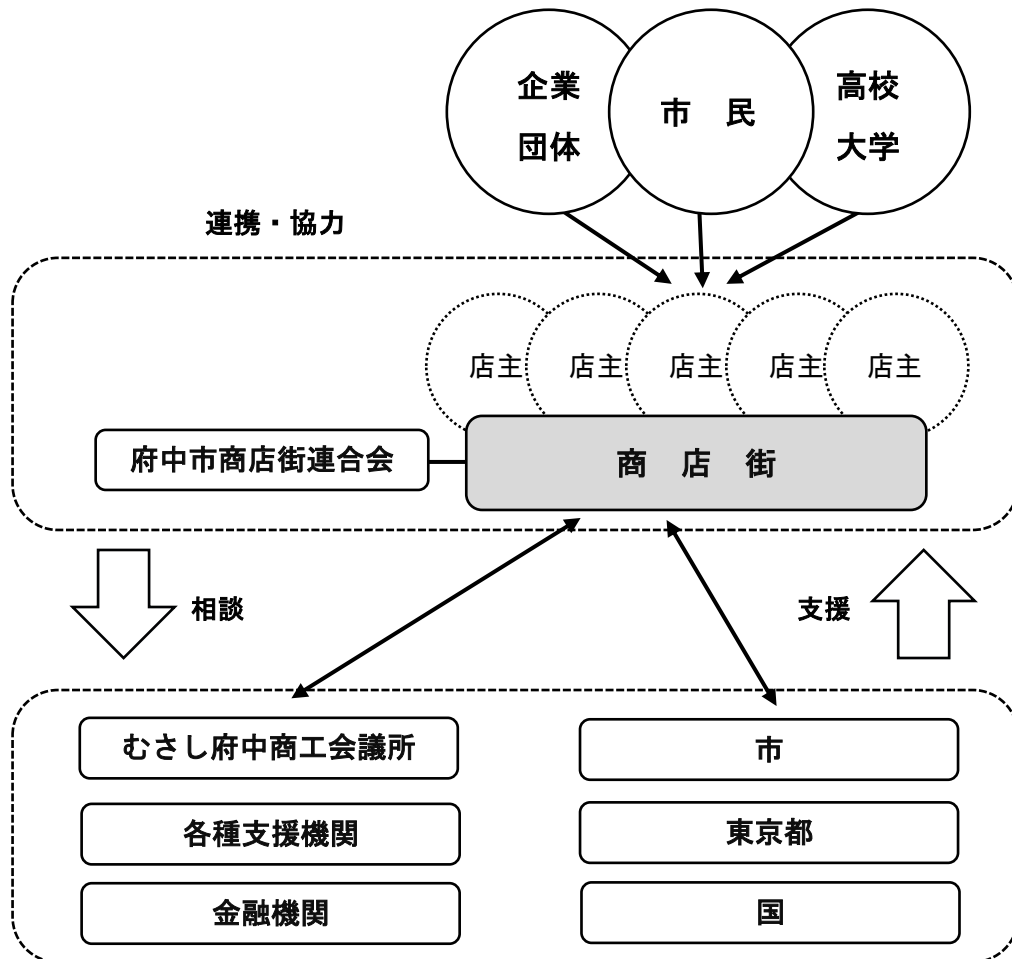 企業
団体
市　民
高校
大学
連携・協力
店主
店主
店主
店主
店主
府中市商店街連合会
商　店　街
相談
支援
むさし府中商工会議所
市
各種支援機関
東京都
金融機関
国